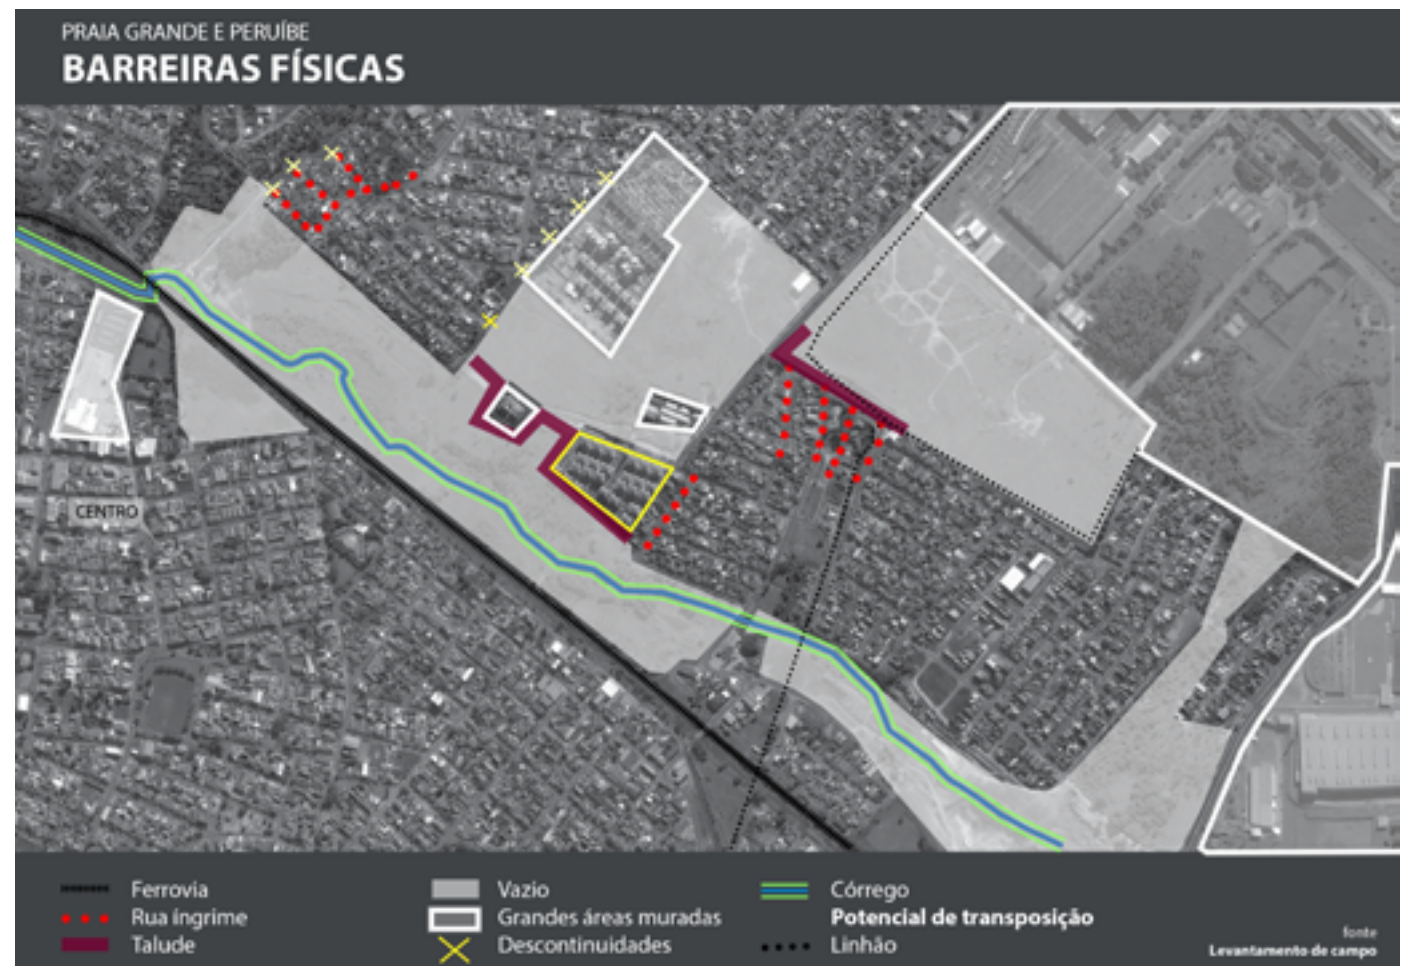 PRAIA GRANDE E PERUÍBE
BARREIRAS FÍSICAS
CENTRO
Ferrovia
Rua íngrime
Talude
Vazio
Grandes áreas muradas
Descontinuidades
Córrego
Potencial de transposição
Linhão
fonte
Levantamento de campo